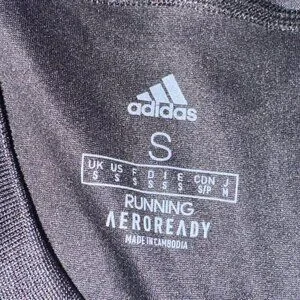 adidas
S
UK US F D I E CDN J
S S S S S S S/P M
RUNNING
AEROREADY
MADE IN CAMBODIA